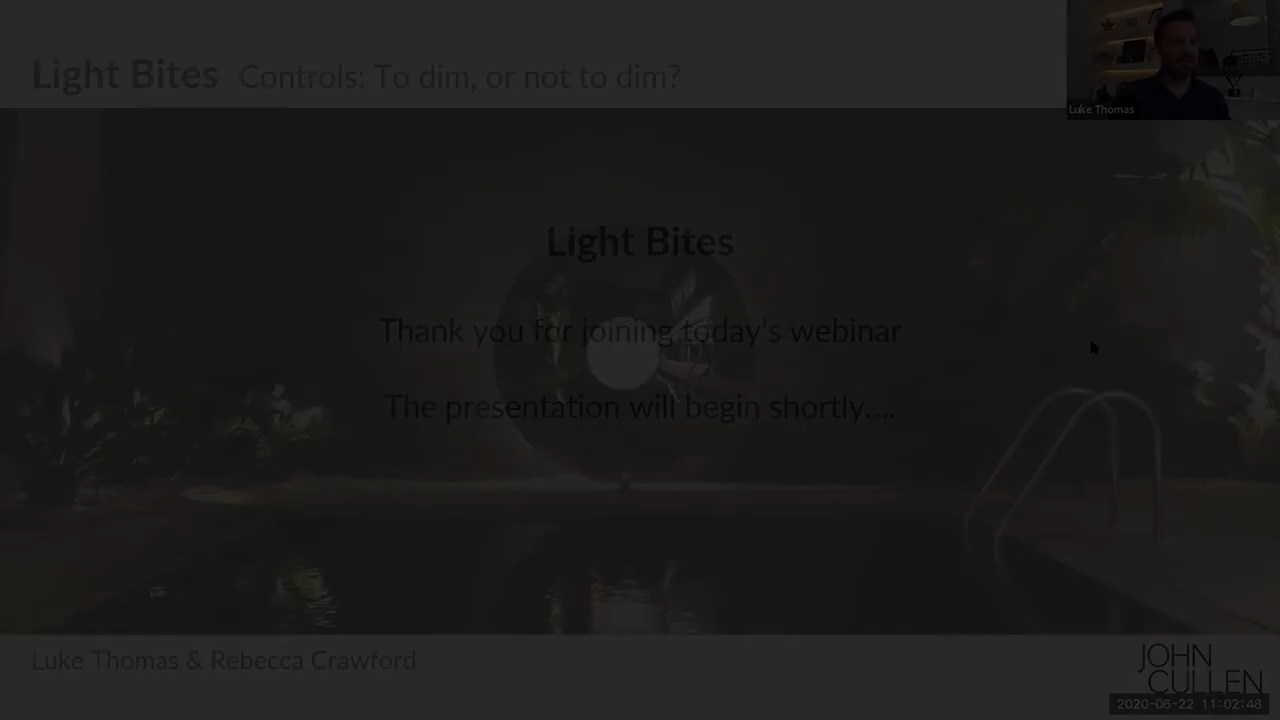 Light Bites Controls: To dim, or not to dim?
Luke Thomas
Light Bites
Thank you for joining today's webinar
The presentation will begin shortly....
Luke Thomas & Rebecca Crawford
JOHN
CULLEN
2020-06-22 11:02:48